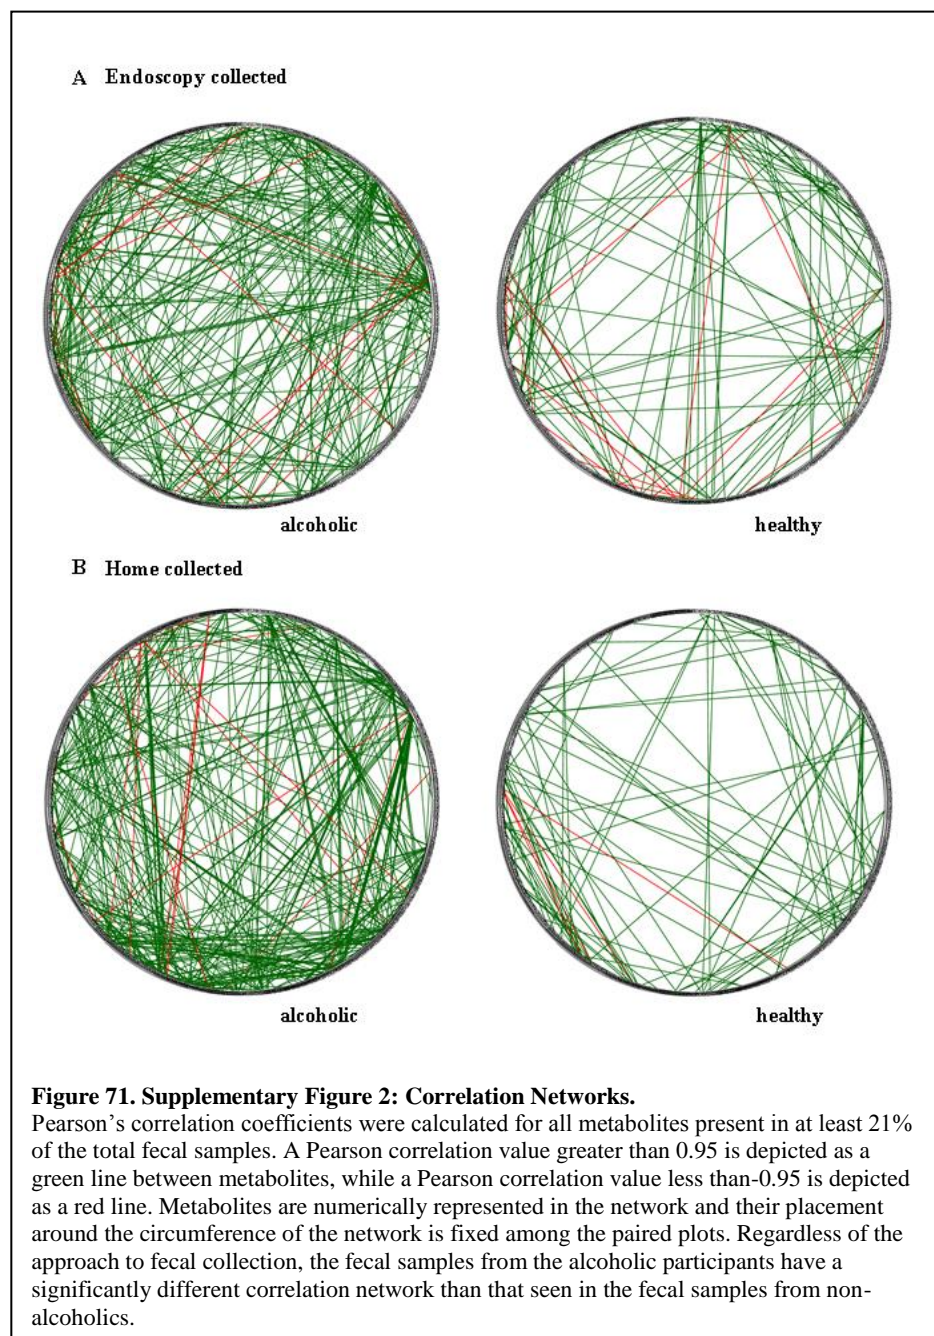 A Endoscopy collected
alcoholic
healthy
B Home collected
alcoholic
healthy
Figure 71. Supplementary Figure 2: Correlation Networks.
Pearson’s correlation coefficients were calculated for all metabolites present in at least 21%
of the total fecal samples. A Pearson correlation value greater than 0.95 is depicted as a
green line between metabolites, while a Pearson correlation value less than-0.95 is depicted
as a red line. Metabolites are numerically represented in the network and their placement
around the circumference of the network is fixed among the paired plots. Regardless of the
approach to fecal collection, the fecal samples from the alcoholic participants have a
significantly different correlation network than that seen in the fecal samples from non-
alcoholics.